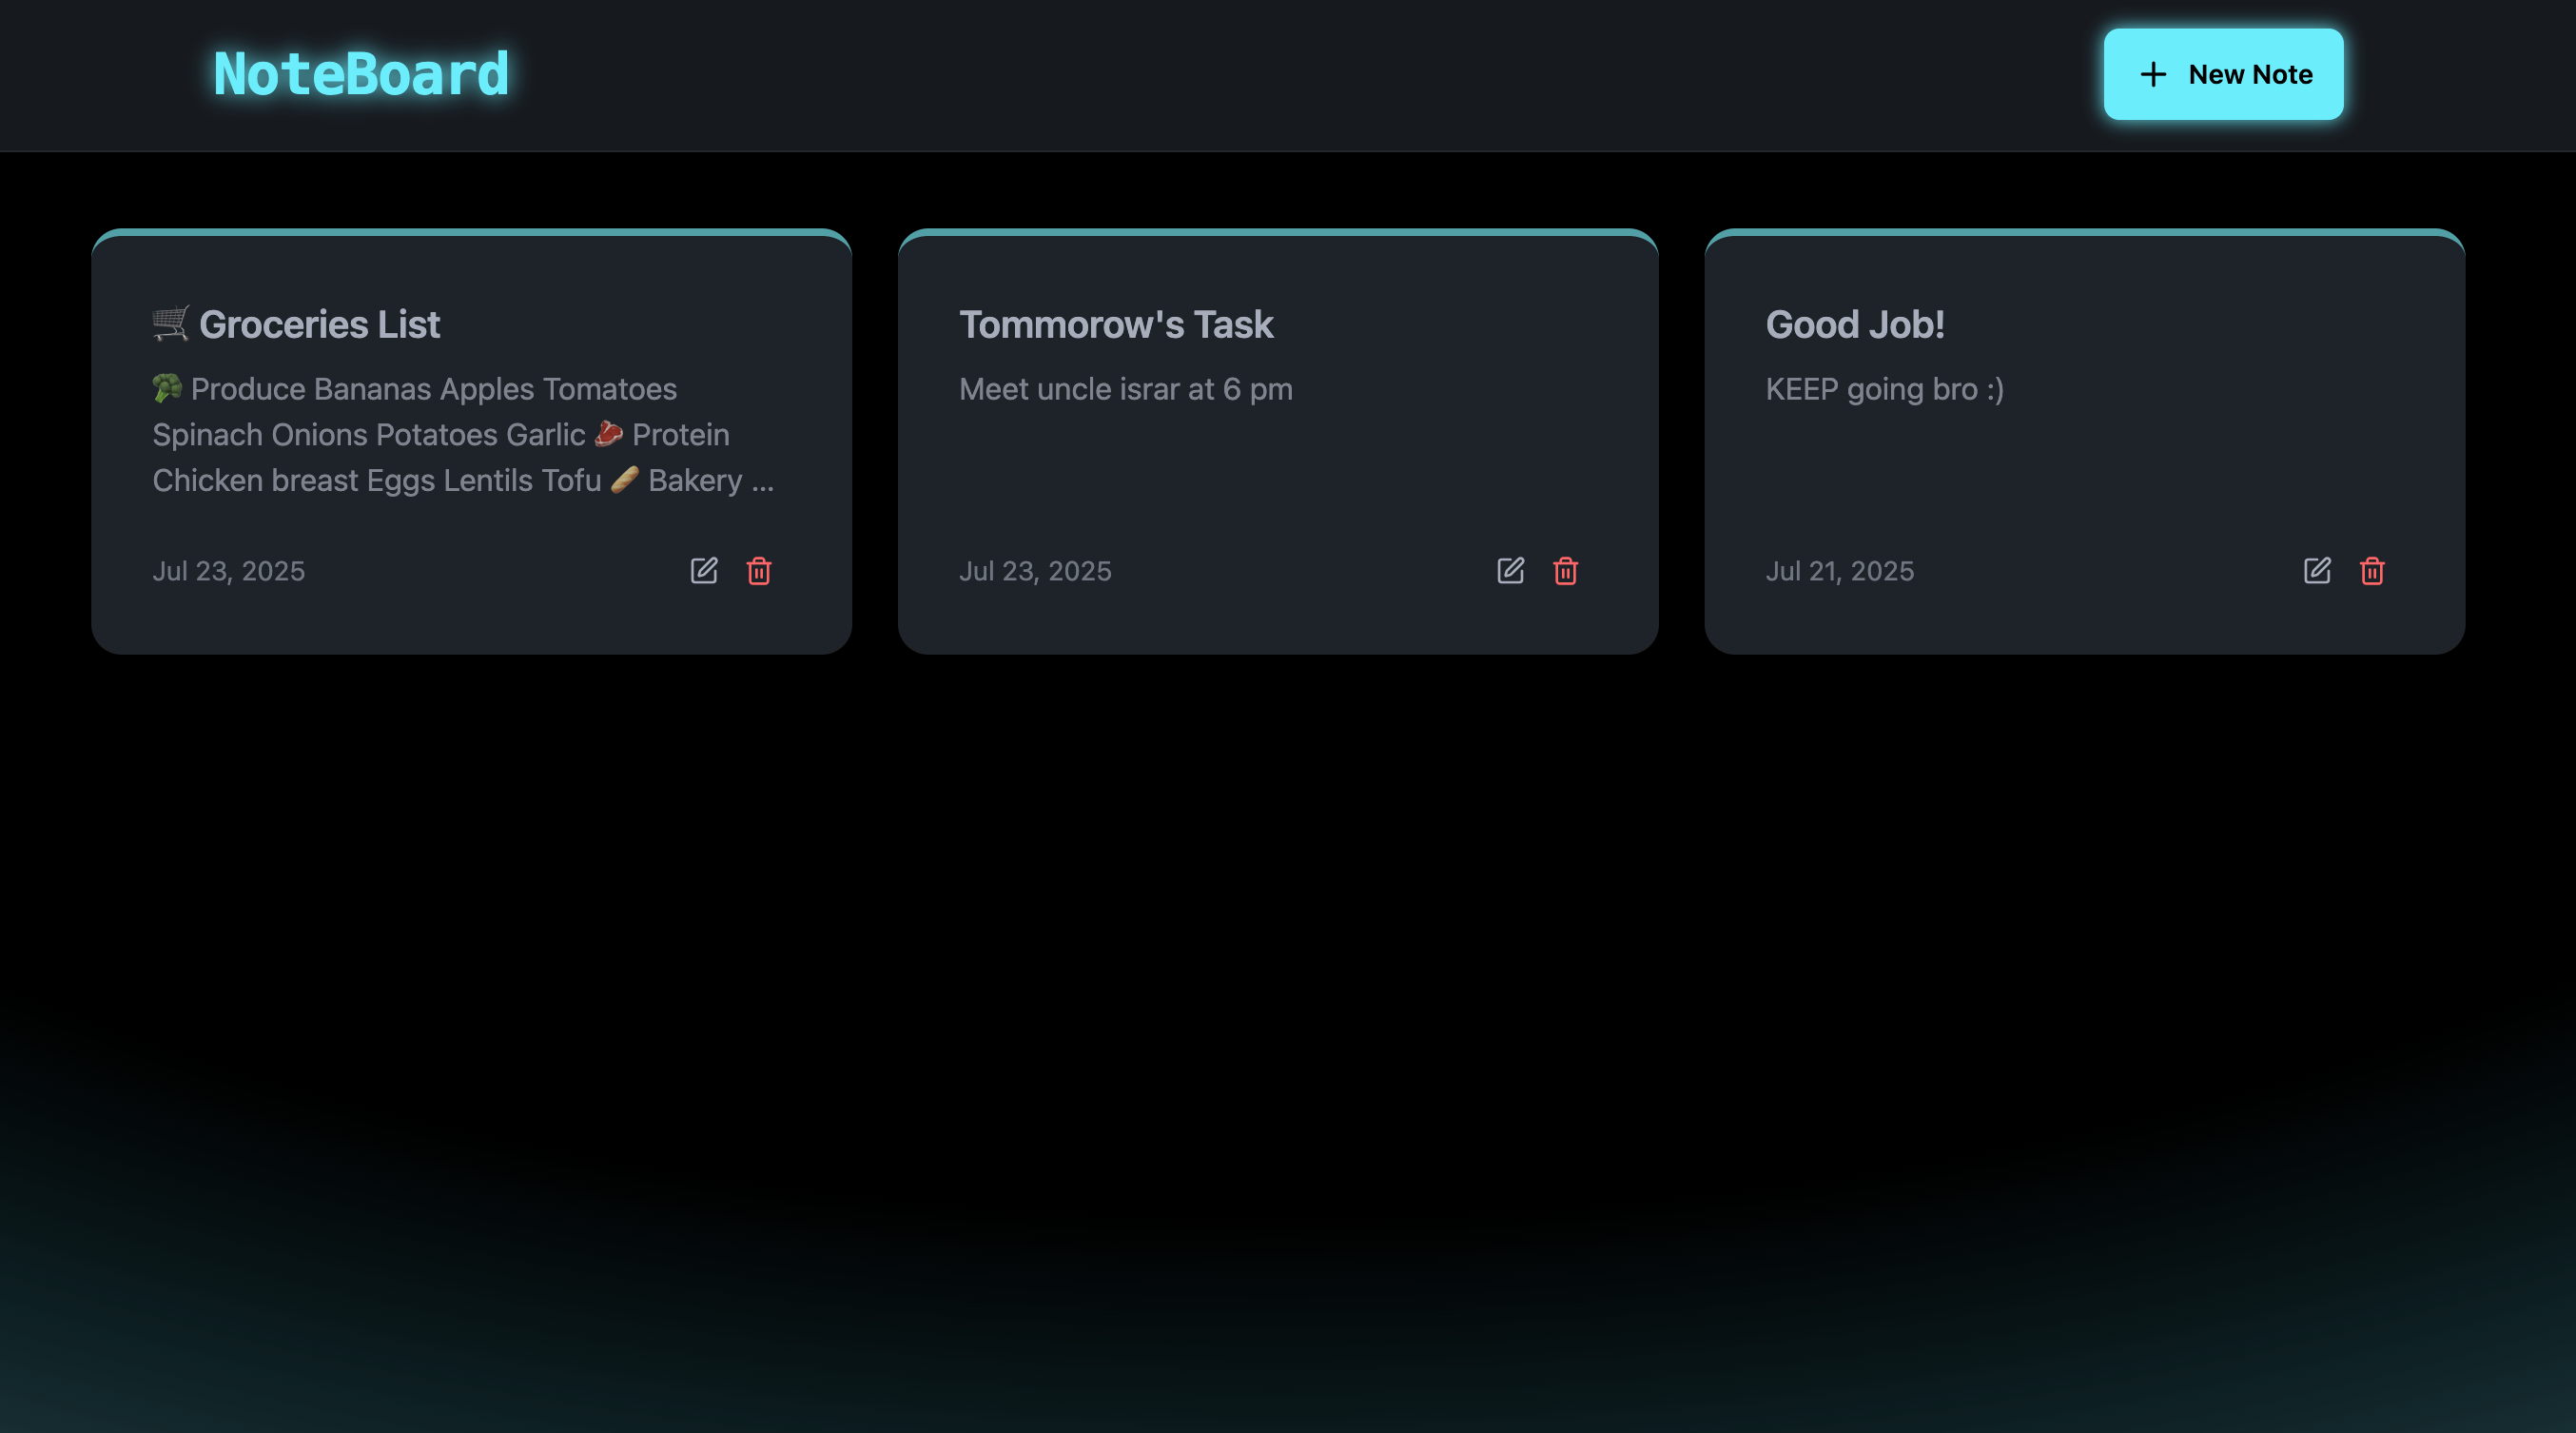 NoteBoard
+ New Note
🛒 Groceries List
🥦 Produce Bananas Apples Tomatoes
Spinach Onions Potatoes Garlic 🥩 Protein
Chicken breast Eggs Lentils Tofu 🥖 Bakery ...
Jul 23, 2025
Tommorow's Task
Meet uncle israr at 6 pm
Jul 23, 2025
Good Job!
KEEP going bro :)
Jul 21, 2025